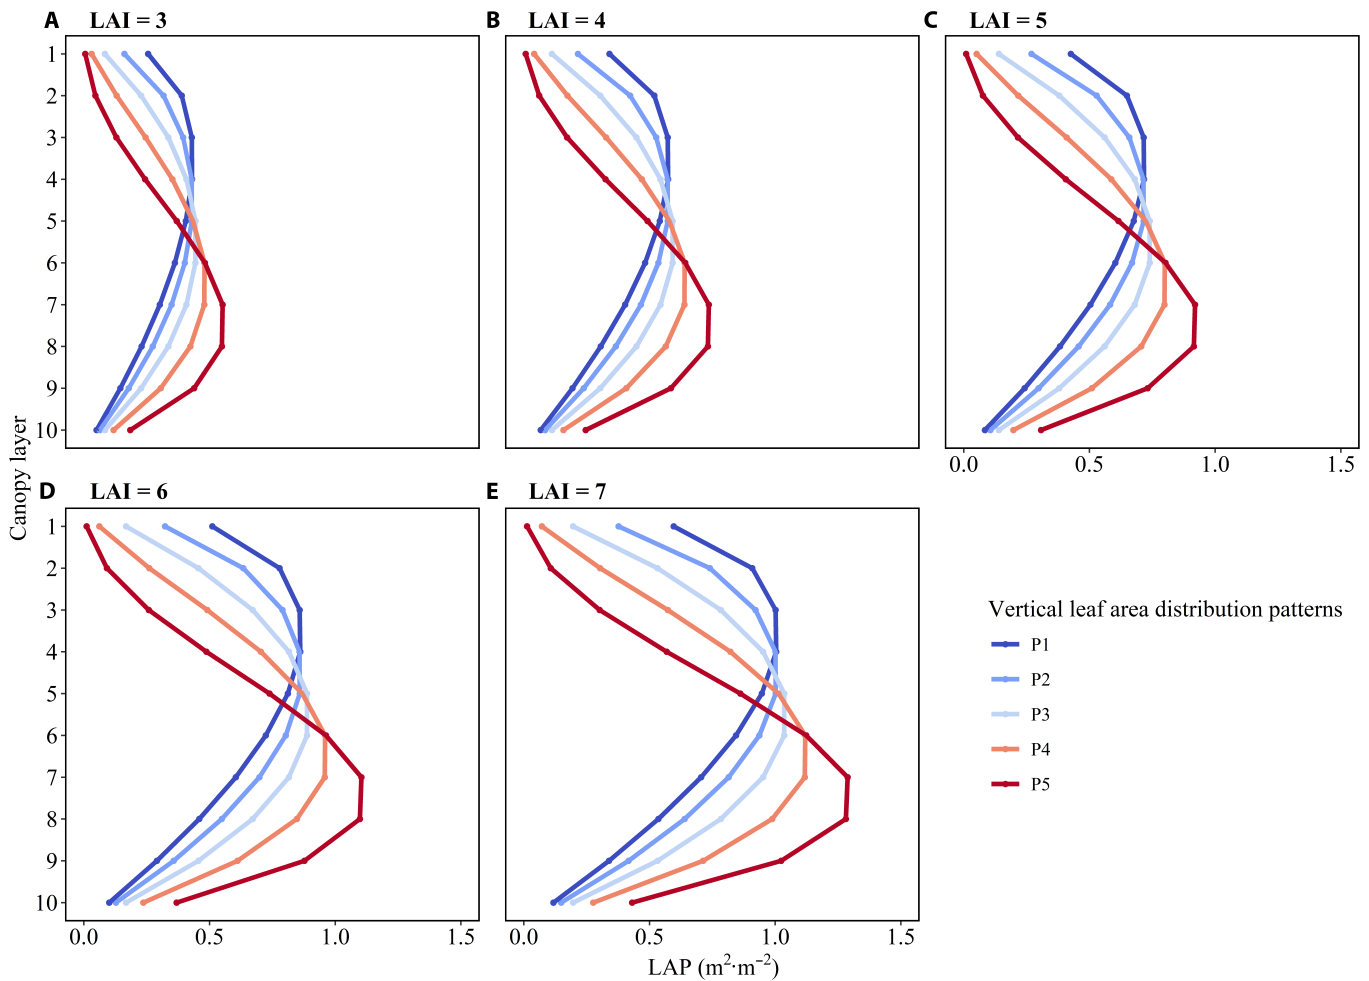 A LAI = 3
B LAI = 4
C LAI = 5
1
2
3
4
5
6
7
8
9
10
0.0 0.5 1.0 1.5
Canopy layer
D LAI = 6
E LAI = 7
1
2
3
4
5
6
7
8
9
10
0.0 0.5 1.0 1.5
0.0 0.5 1.0 1.5
LAP (m²·m⁻²)
Vertical leaf area distribution patterns
P1
P2
P3
P4
P5